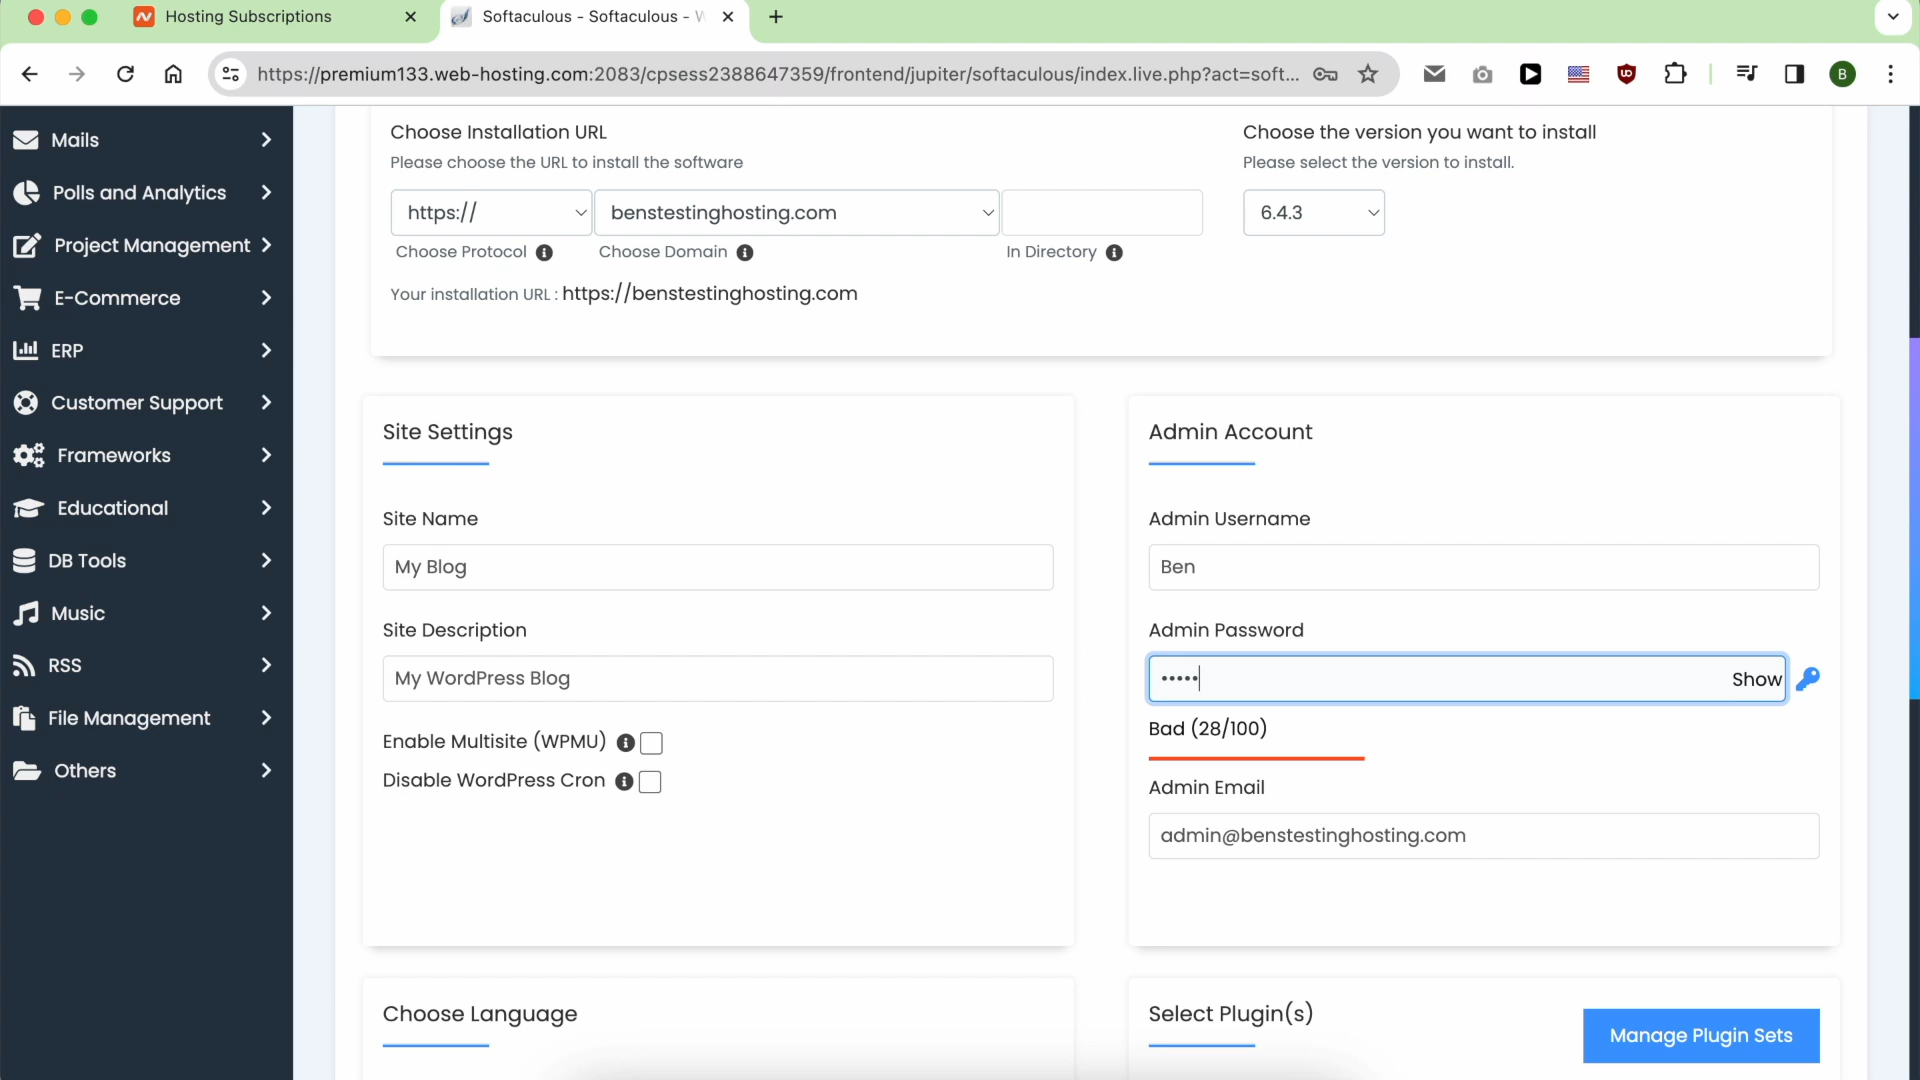 Hosting Subscriptions
Softaculous - Softaculous - W
https://premium133.web-hosting.com:2083/cpsess2388647359/frontend/jupiter/softaculous/index.live.php?act=soft...
B
Mails
Polls and Analytics
Project Management
E-Commerce
ERP
Customer Support
Frameworks
Educational
DB Tools
Music
RSS
File Management
Others
Choose Installation URL
Please choose the URL to install the software
https://
benstestinghosting.com
Choose Protocol
Choose Domain
In Directory
Your installation URL : https://benstestinghosting.com
Choose the version you want to install
Please select the version to install.
6.4.3
Site Settings
Site Name
My Blog
Site Description
My WordPress Blog
Enable Multisite (WPMU)
Disable WordPress Cron
Admin Account
Admin Username
Ben
Admin Password
•••••
Show
Bad (28/100)
Admin Email
admin@benstestinghosting.com
Choose Language
Select Plugin(s)
Manage Plugin Sets